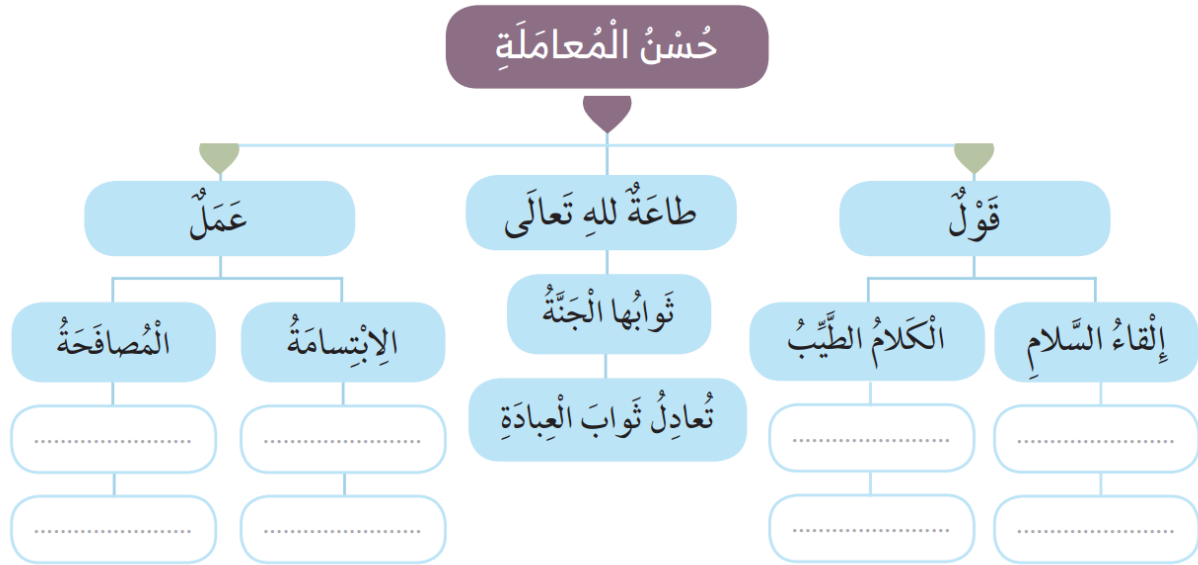 حُسْنُ الْمُعامَلَةِ
قَوْلٌ
طاعَةٌ للهِ تَعالَى
عَمَلٌ
إِلْقاءُ السَّلامِ
الْكَلامُ الطَّيِّبُ
ثَوابُها الْجَنَّةُ
الِابْتِسامَةُ
الْمُصافَحَةُ
تُعادِلُ ثَوابَ الْعِبادَةِ
........................
........................
........................
........................
........................
........................
........................
........................